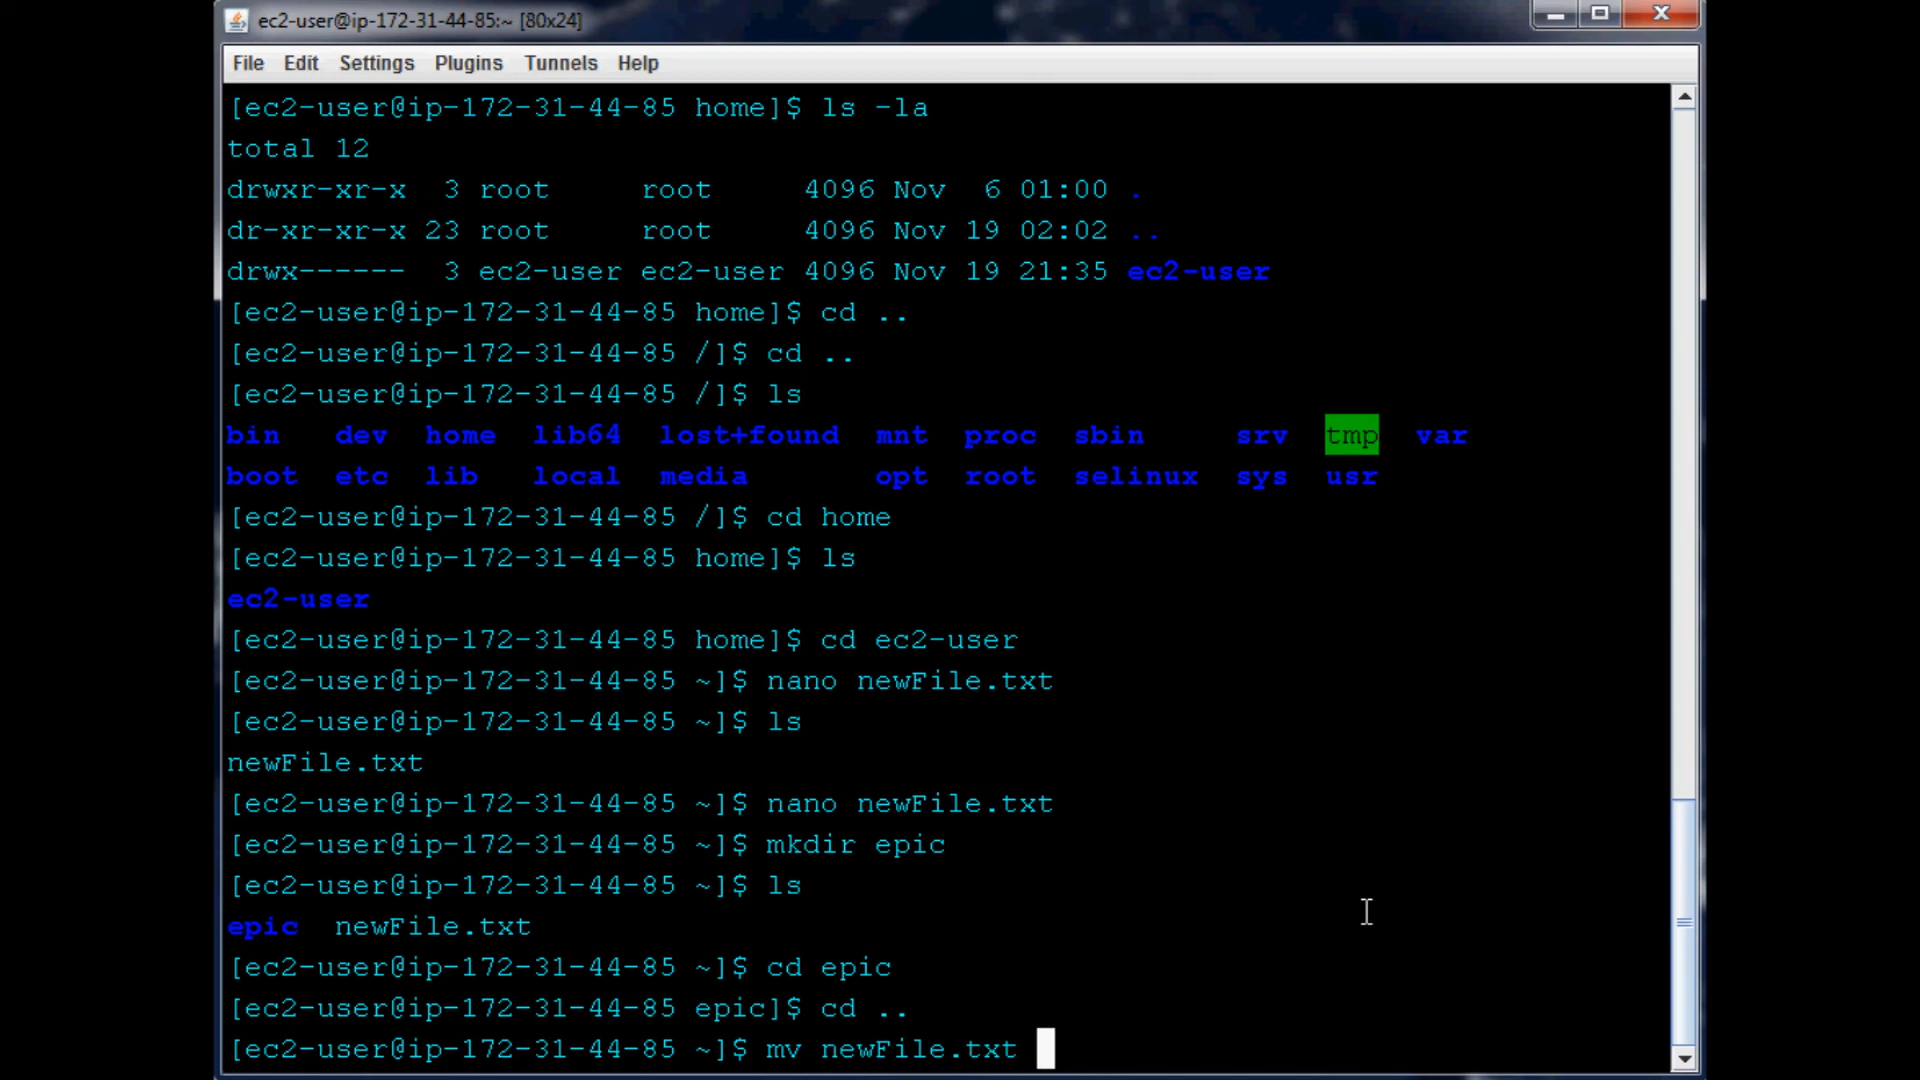 ec2-user@ip-172-31-44-85:~ [80x24]
File Edit Settings Plugins Tunnels Help
[ec2-user@ip-172-31-44-85 home]$ ls -la
total 12
drwxr-xr-x 3 root root 4096 Nov 6 01:00 .
dr-xr-xr-x 23 root root 4096 Nov 19 02:02 ..
drwx------ 3 ec2-user ec2-user 4096 Nov 19 21:35 ec2-user
[ec2-user@ip-172-31-44-85 home]$ cd ..
[ec2-user@ip-172-31-44-85 /]$ cd ..
[ec2-user@ip-172-31-44-85 /]$ ls
bin dev home lib64 lost+found mnt proc sbin srv tmp var
boot etc lib local media opt root selinux sys usr
[ec2-user@ip-172-31-44-85 /]$ cd home
[ec2-user@ip-172-31-44-85 home]$ ls
ec2-user
[ec2-user@ip-172-31-44-85 home]$ cd ec2-user
[ec2-user@ip-172-31-44-85 ~]$ nano newFile.txt
[ec2-user@ip-172-31-44-85 ~]$ ls
newFile.txt
[ec2-user@ip-172-31-44-85 ~]$ nano newFile.txt
[ec2-user@ip-172-31-44-85 ~]$ mkdir epic
[ec2-user@ip-172-31-44-85 ~]$ ls
epic newFile.txt
[ec2-user@ip-172-31-44-85 ~]$ cd epic
[ec2-user@ip-172-31-44-85 epic]$ cd ..
[ec2-user@ip-172-31-44-85 ~]$ mv newFile.txt